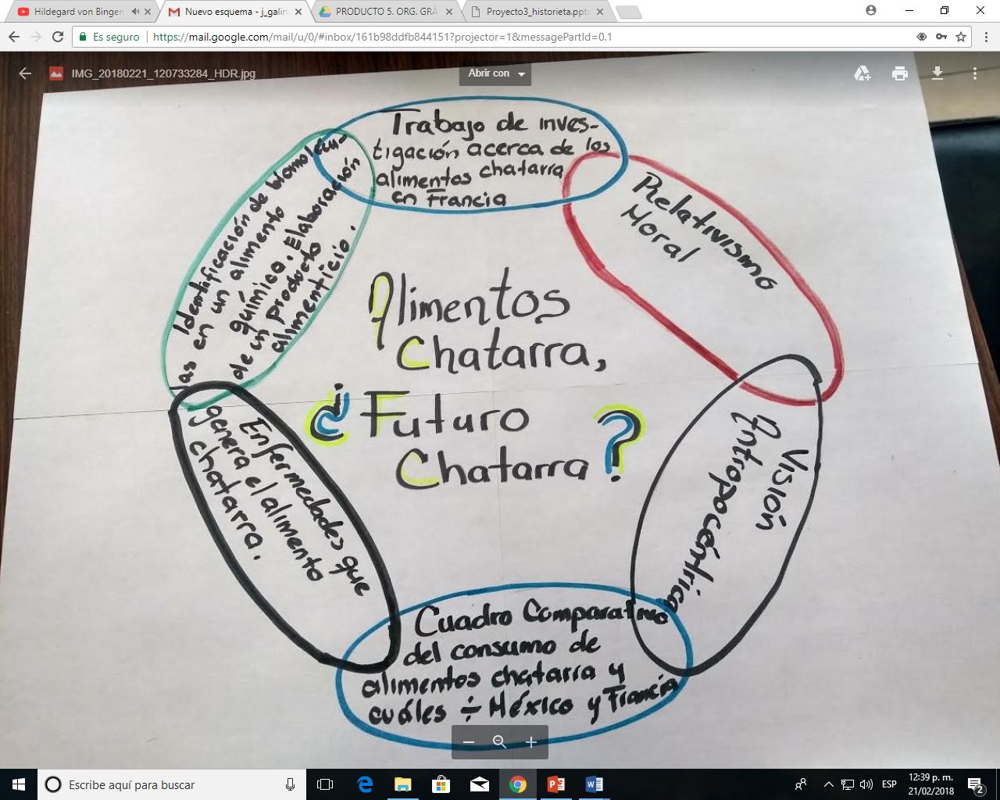 Hildegard von Bingen
Nuevo esquema - j_galin
PRODUCTO 5. ORG. GRÁ
Proyecto3_historieta.ppt
Es seguro
https://mail.google.com/mail/u/0/#inbox/161b98ddfb844151?projector=1&messagePartId=0.1
IMG_20180221_120733284_HDR.jpg
Abrir con
Trabajo de inves-
tigación acerca de los
alimentos chatarra
en Francia
Relativismo
Moral
Visión
Antropocéntrica
Cuadro Comparativo
del consumo de
alimentos chatarra y
cuáles ÷ México y Francia
Enfermedades que
genera el alimento
chatarra.
Identificación de biomolécu-
las en un alimento
químico. Elaboración
de un producto
alimenticio.
Alimentos
Chatarra,
¿Futuro
Chatarra?
Escribe aquí para buscar
ESP
12:39 p. m.
21/02/2018
2